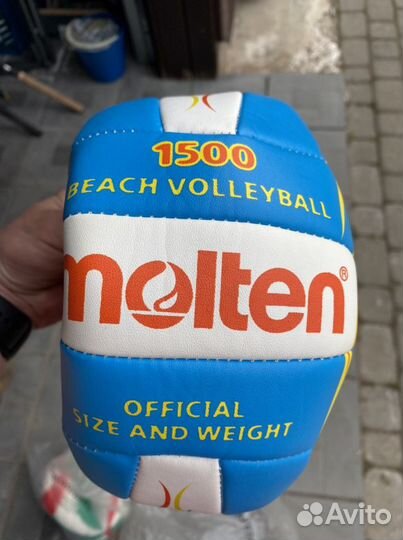 1500
BEACH VOLLEYBALL
molten®
OFFICIAL
SIZE AND WEIGHT
Avito